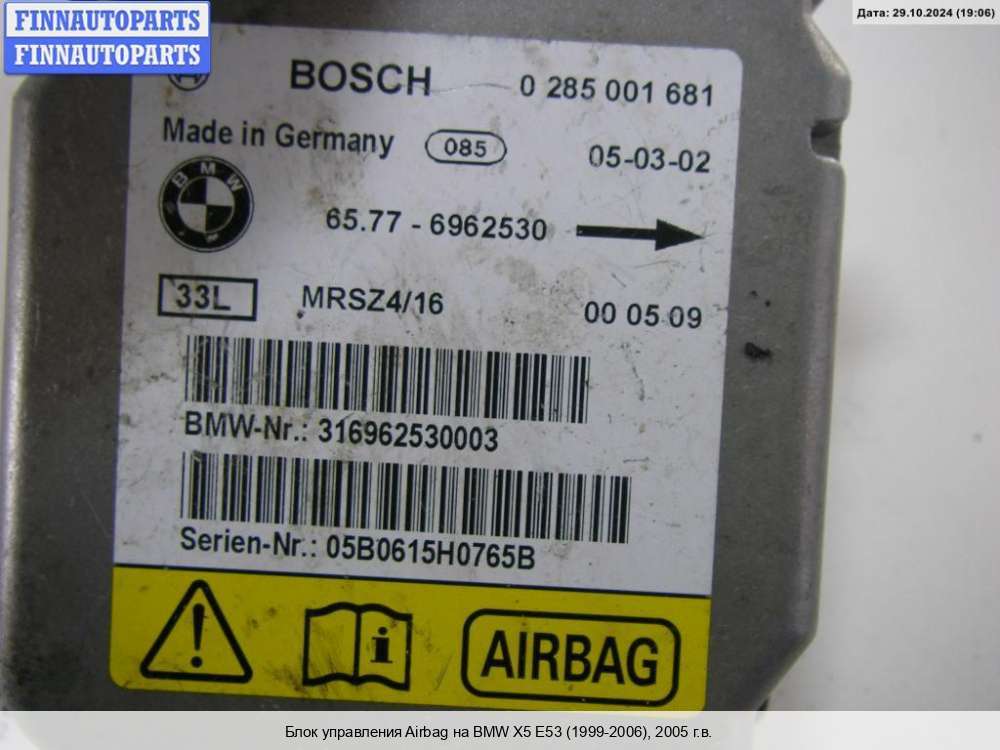 FINNAUTOPARTS
FINNAUTOPARTS
Дата: 29.10.2024 (19:06)
BOSCH 0 285 001 681
Made in Germany 085 05-03-02
BMW
65.77 - 6962530
33L MRSZ4/16 00 05 09
BMW-Nr.: 316962530003
Serien-Nr.: 05B0615H0765B
! i AIRBAG
Блок управления Airbag на BMW X5 E53 (1999-2006), 2005 г.в.